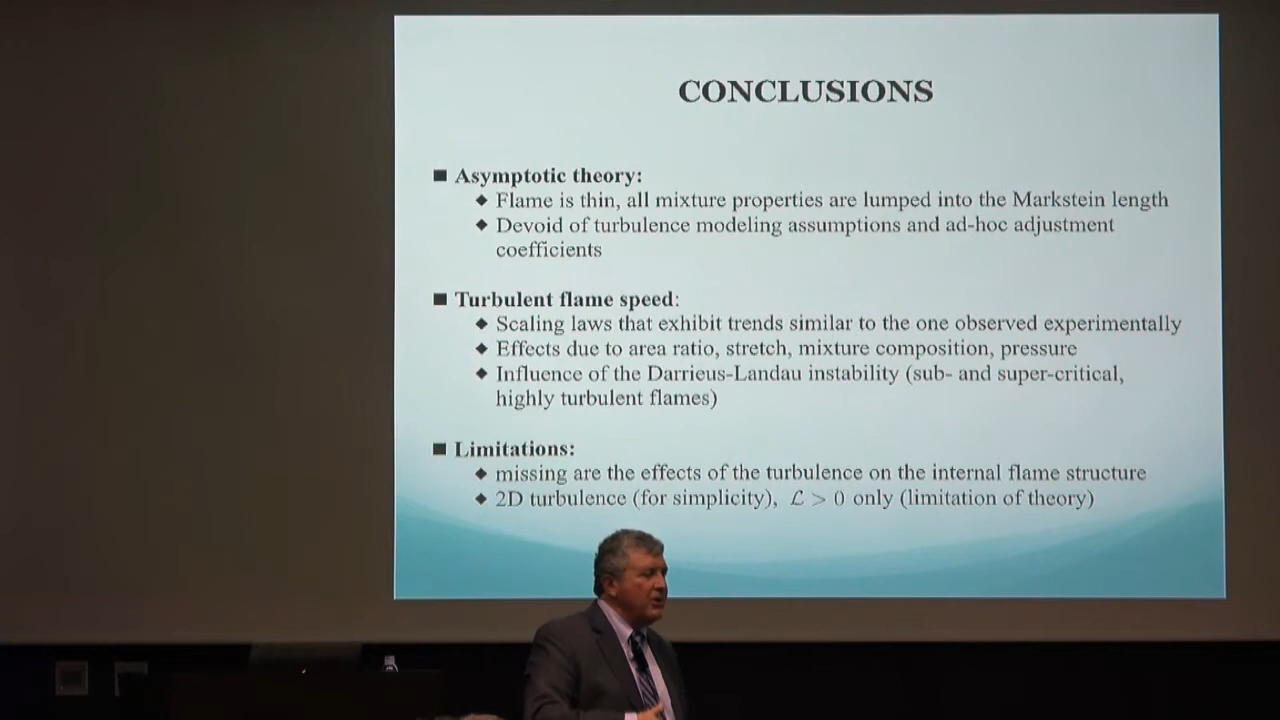 CONCLUSIONS
■ Asymptotic theory:
◆ Flame is thin, all mixture properties are lumped into the Markstein length
◆ Devoid of turbulence modeling assumptions and ad-hoc adjustment
coefficients
■ Turbulent flame speed:
◆ Scaling laws that exhibit trends similar to the one observed experimentally
◆ Effects due to area ratio, stretch, mixture composition, pressure
◆ Influence of the Darrieus-Landau instability (sub- and super-critical,
highly turbulent flames)
■ Limitations:
◆ missing are the effects of the turbulence on the internal flame structure
◆ 2D turbulence (for simplicity), ℒ > 0 only (limitation of theory)